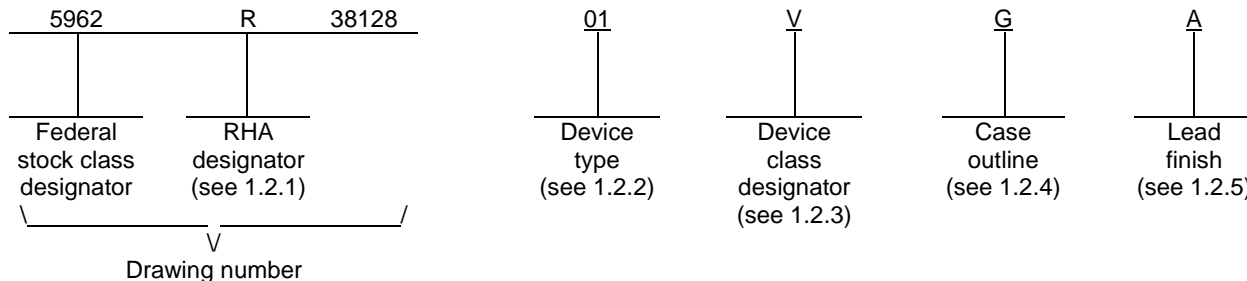 5962 R 38128 01 V G A
Federal stock class designator
RHA designator (see 1.2.1)
Device type (see 1.2.2)
Device class designator (see 1.2.3)
Case outline (see 1.2.4)
Lead finish (see 1.2.5)
\ /
\/
Drawing number